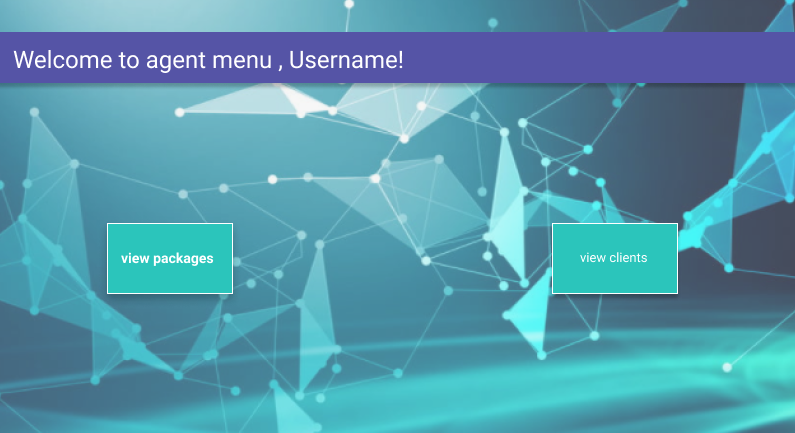 Welcome to agent menu , Username!
view packages
view clients